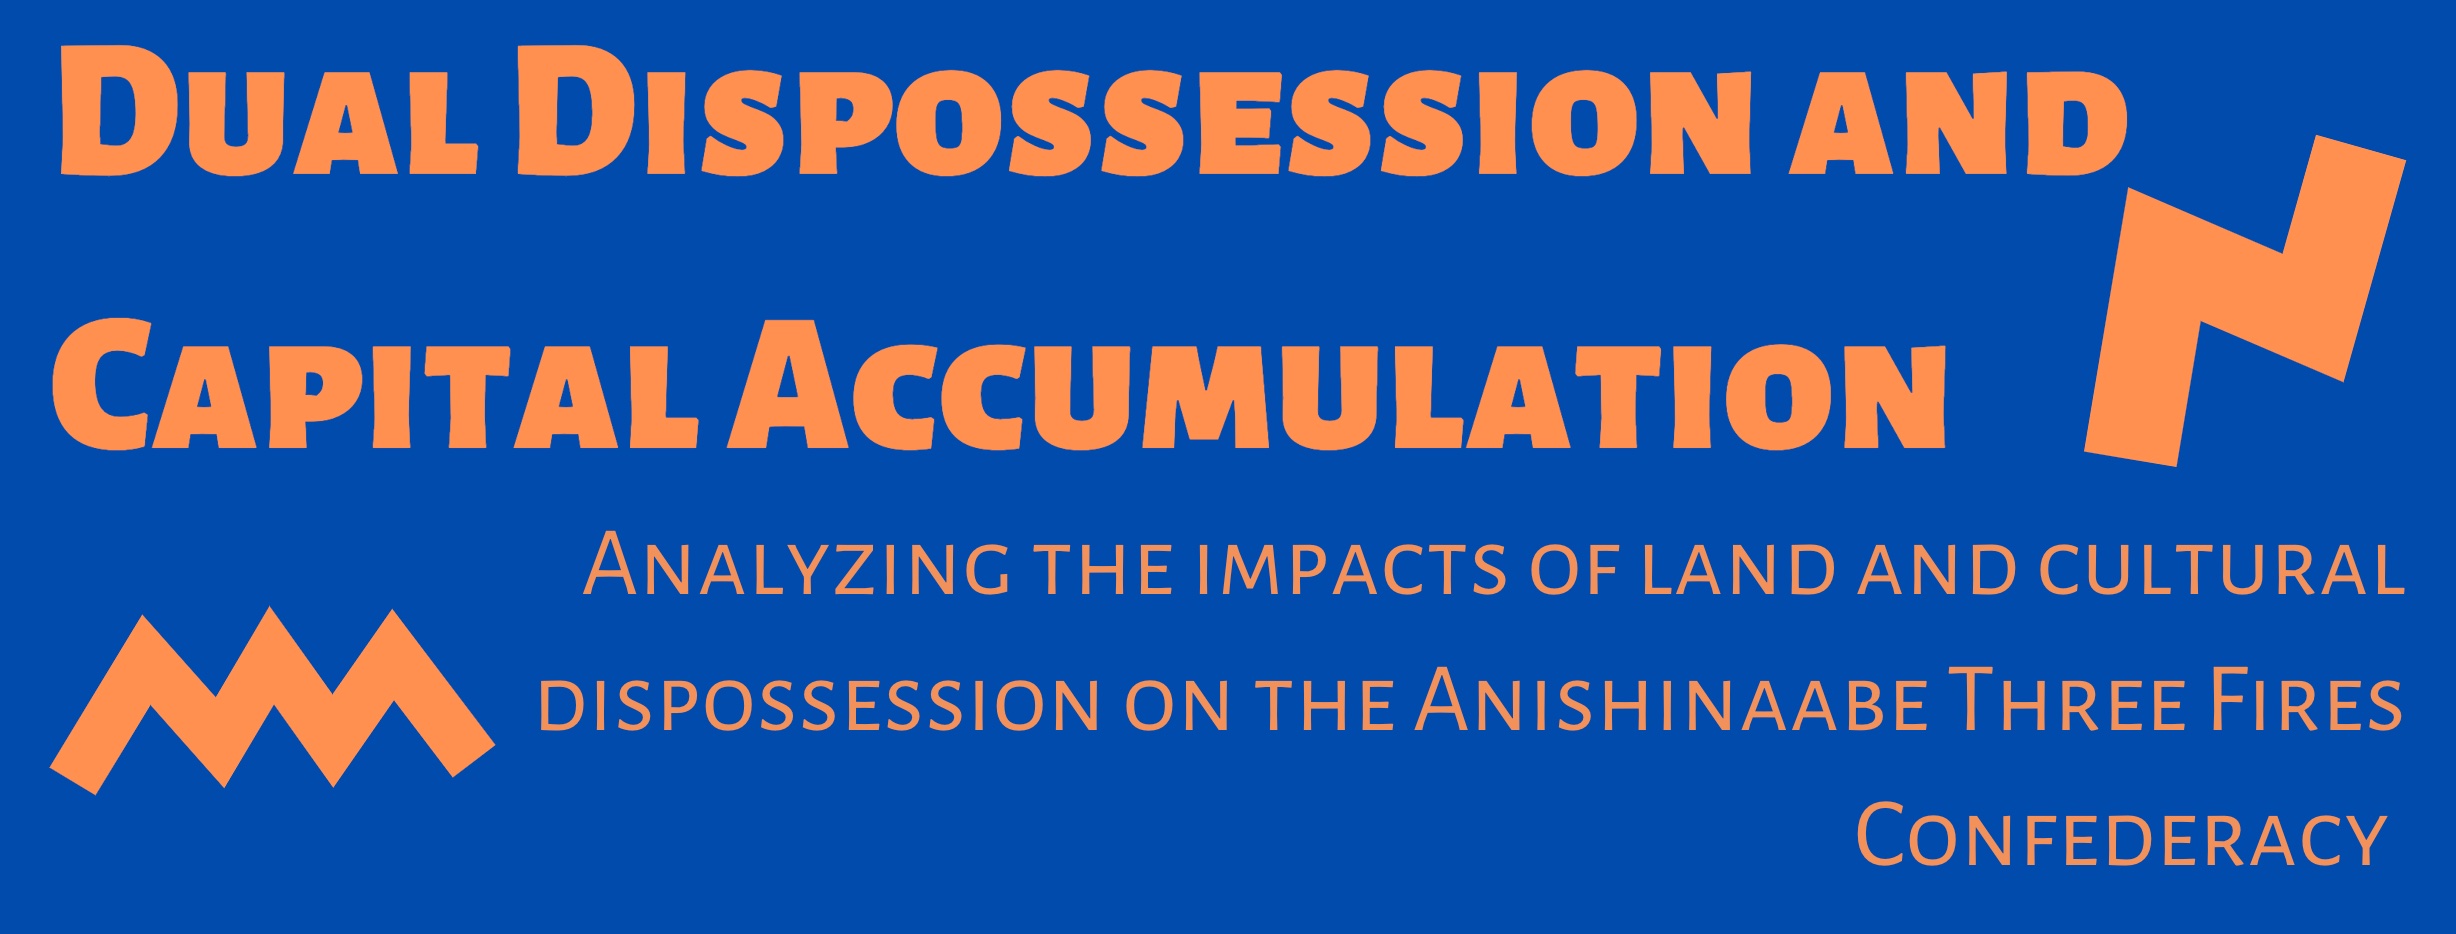 Dual Dispossession and
Capital Accumulation
Analyzing the impacts of land and cultural
dispossession on the Anishinaabe Three Fires
Confederacy